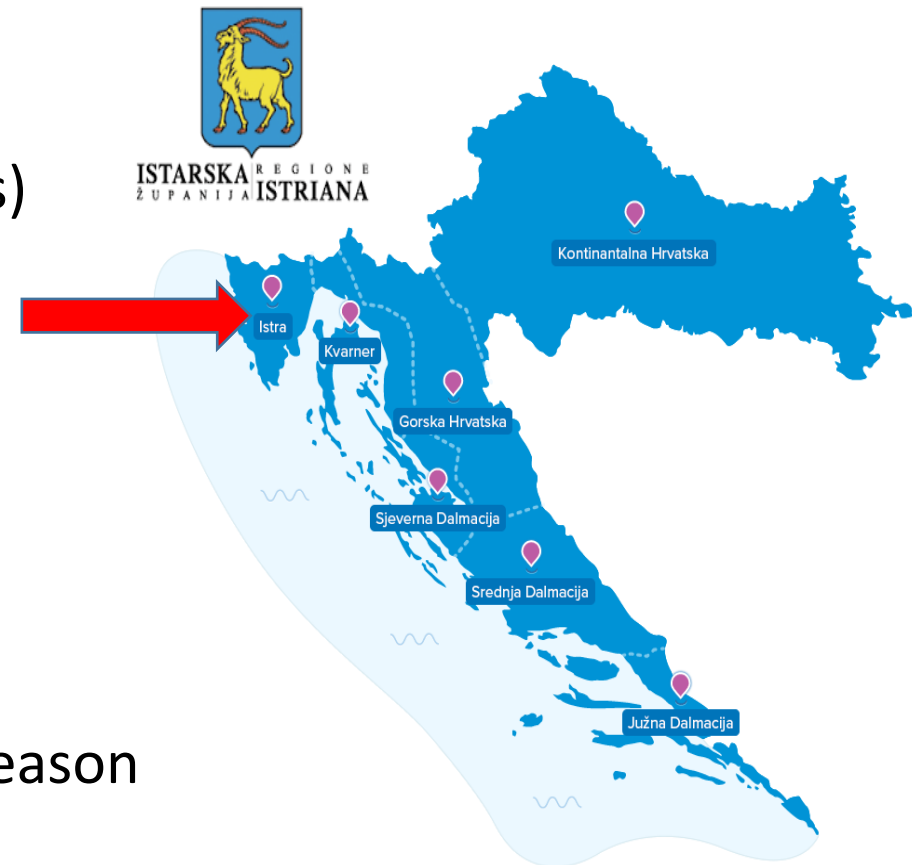 ISTARSKA REGIONE
ŽUPANIJA ISTRIANA
s)
Kontinantalna Hrvatska
Istra
Kvarner
Gorska Hrvatska
Sjeverna Dalmacija
Srednja Dalmacija
Južna Dalmacija
eason